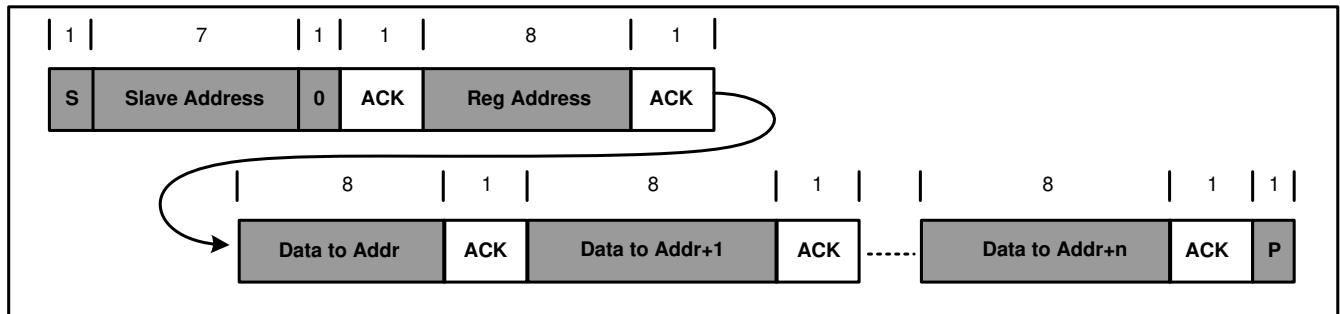 1 7 1 1 8 1
S Slave Address 0 ACK Reg Address ACK
8 1 8 1 8 1 1
Data to Addr ACK Data to Addr+1 ACK Data to Addr+n ACK P